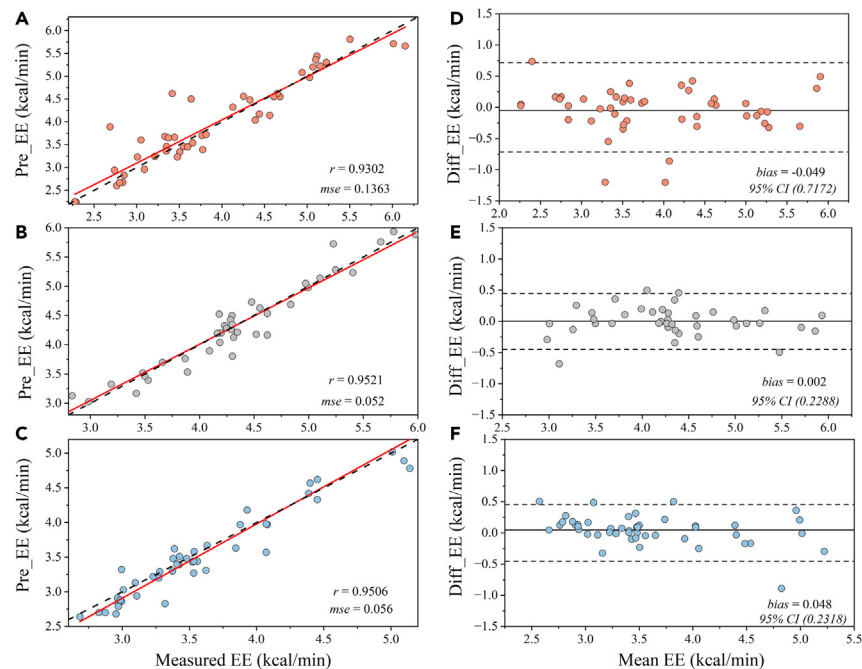 A
Pre_EE (kcal/min)
6.0
5.5
5.0
4.5
4.0
3.5
3.0
2.5
r = 0.9302
mse = 0.1363
2.5 3.0 3.5 4.0 4.5 5.0 5.5 6.0
D
Diff_EE (kcal/min)
1.5
1.0
0.5
0.0
−0.5
−1.0
−1.5
bias = -0.049
95% CI (0.7172)
2.0 2.5 3.0 3.5 4.0 4.5 5.0 5.5 6.0
B
Pre_EE (kcal/min)
6.0
5.5
5.0
4.5
4.0
3.5
3.0
r = 0.9521
mse = 0.052
3.0 3.5 4.0 4.5 5.0 5.5 6.0
E
Diff_EE (kcal/min)
1.5
1.0
0.5
0.0
−0.5
−1.0
−1.5
bias = 0.002
95% CI (0.2288)
2.5 3.0 3.5 4.0 4.5 5.0 5.5 6.0
C
Pre_EE (kcal/min)
5.0
4.5
4.0
3.5
3.0
2.5
r = 0.9506
mse = 0.056
3.0 3.5 4.0 4.5 5.0
Measured EE (kcal/min)
F
Diff_EE (kcal/min)
1.5
1.0
0.5
0.0
−0.5
−1.0
−1.5
bias = 0.048
95% CI (0.2318)
2.5 3.0 3.5 4.0 4.5 5.0 5.5
Mean EE (kcal/min)